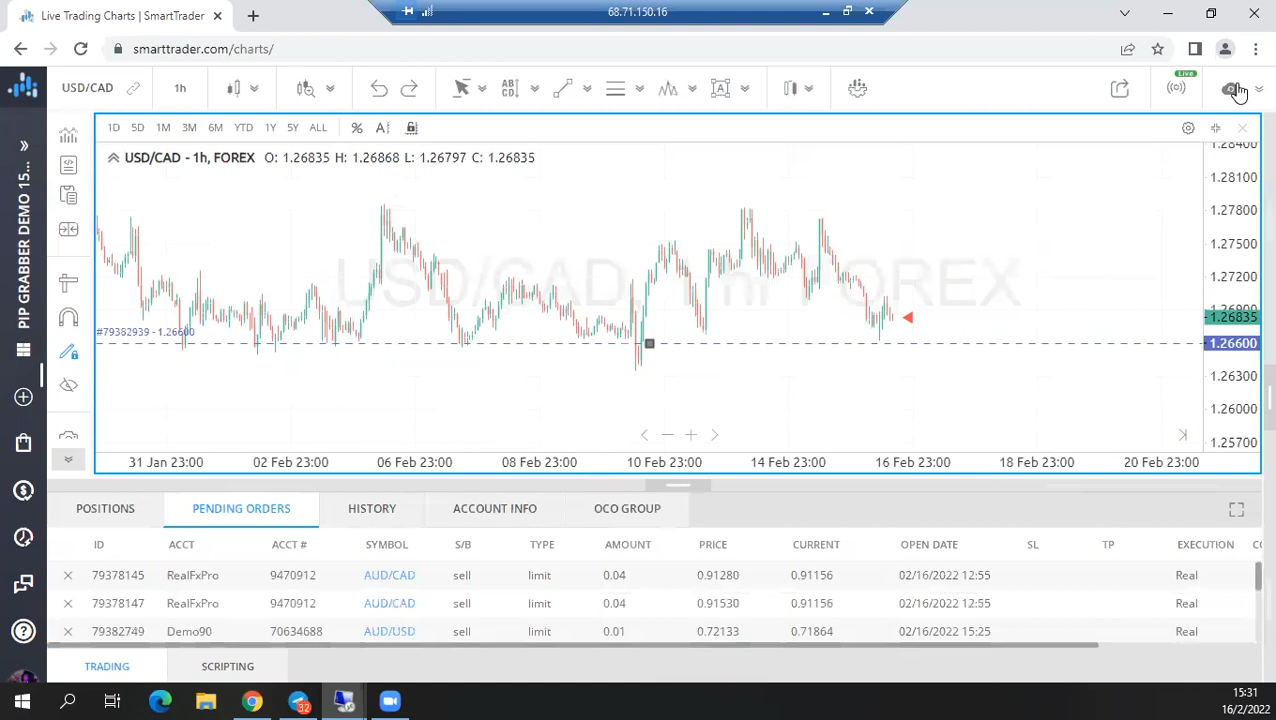 Live Trading Charts | SmartTrader
68.71.150.16
smarttrader.com/charts/
USD/CAD
1h
Live
1D 5D 1M 3M 6M YTD 1Y 5Y ALL
USD/CAD - 1h, FOREX O: 1.26835 H: 1.26868 L: 1.26797 C: 1.26835
PIP GRABBER DEMO 15...
USD/CAD, 1h, FOREX
#79382939 - 1.26600
1.28400
1.28100
1.27800
1.27500
1.27200
1.26900
1.26835
1.26600
1.26300
1.26000
1.25700
31 Jan 23:00 02 Feb 23:00 06 Feb 23:00 08 Feb 23:00 10 Feb 23:00 14 Feb 23:00 16 Feb 23:00 18 Feb 23:00 20 Feb 23:00
POSITIONS PENDING ORDERS HISTORY ACCOUNT INFO OCO GROUP
ID ACCT ACCT # SYMBOL S/B TYPE AMOUNT PRICE CURRENT OPEN DATE SL TP EXECUTION CO
79378145 RealFxPro 9470912 AUD/CAD sell limit 0.04 0.91280 0.91156 02/16/2022 12:55 Real
79378147 RealFxPro 9470912 AUD/CAD sell limit 0.04 0.91530 0.91156 02/16/2022 12:55 Real
79382749 Demo90 70634688 AUD/USD sell limit 0.01 0.72133 0.71864 02/16/2022 15:25 Real
TRADING SCRIPTING
32
15:31
16/2/2022